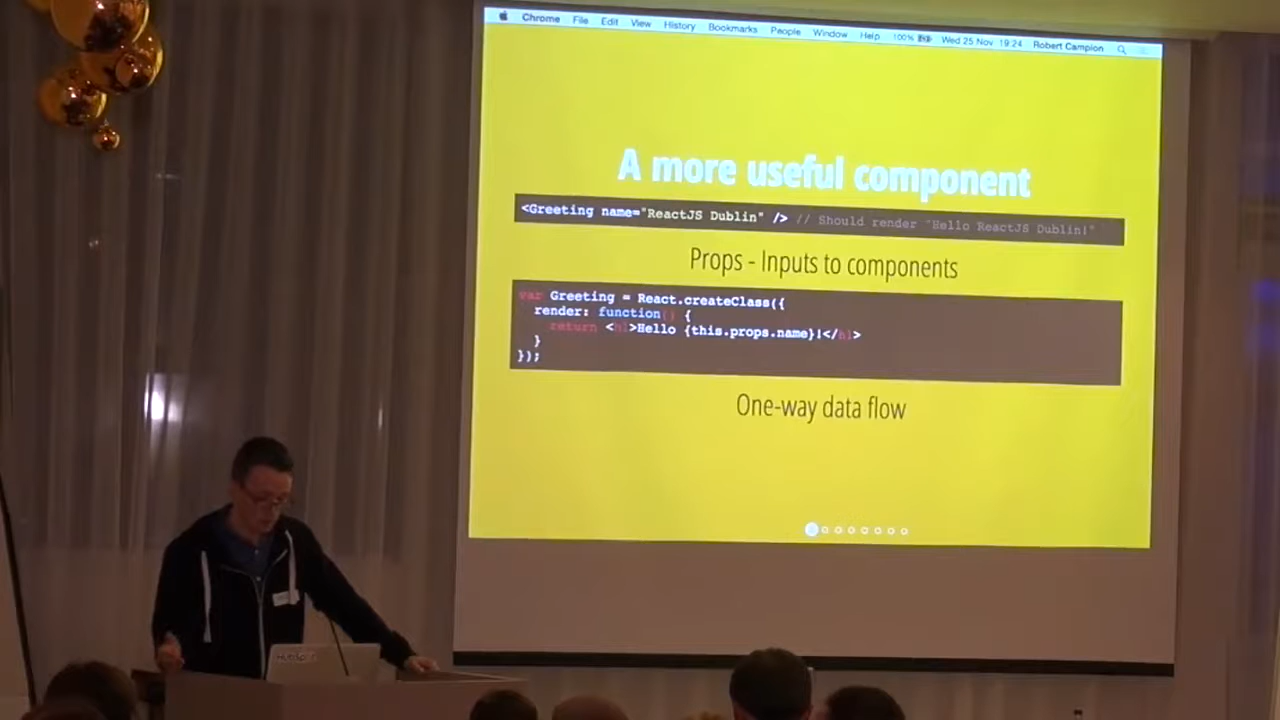 Chrome File Edit View History Bookmarks People Window Help 100% Wed 25 Nov 19:24 Robert Campion
A more useful component
<Greeting name="ReactJS Dublin" /> // Should render "Hello ReactJS Dublin!"
Props - Inputs to components
var Greeting = React.createClass({
render: function() {
return <h1>Hello {this.props.name}!</h1>
}
});
One-way data flow
HubSpot